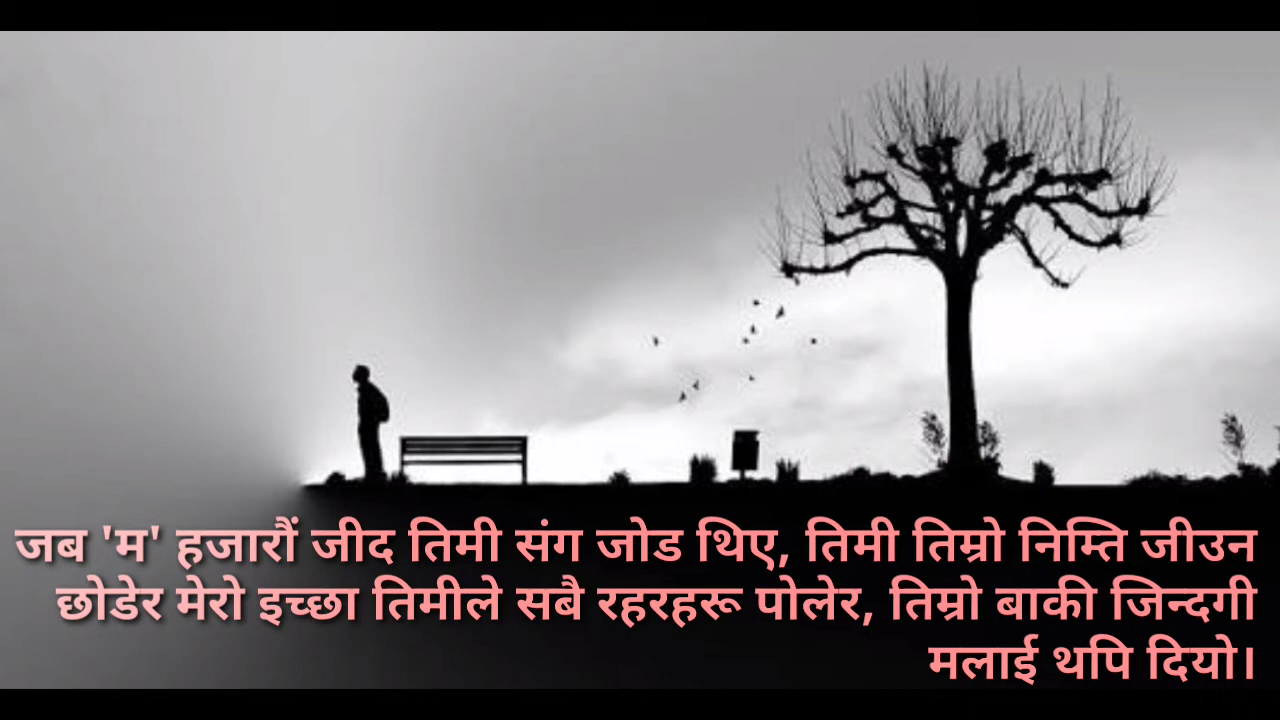 जब 'म' हजारौं जीद तिमी संग जोड थिए, तिमी तिम्रो निम्ति जीउन
छोडेर मेरो इच्छा तिमीले सबै रहरहरू पोलेर, तिम्रो बाकी जिन्दगी
मलाई थपि दियो।